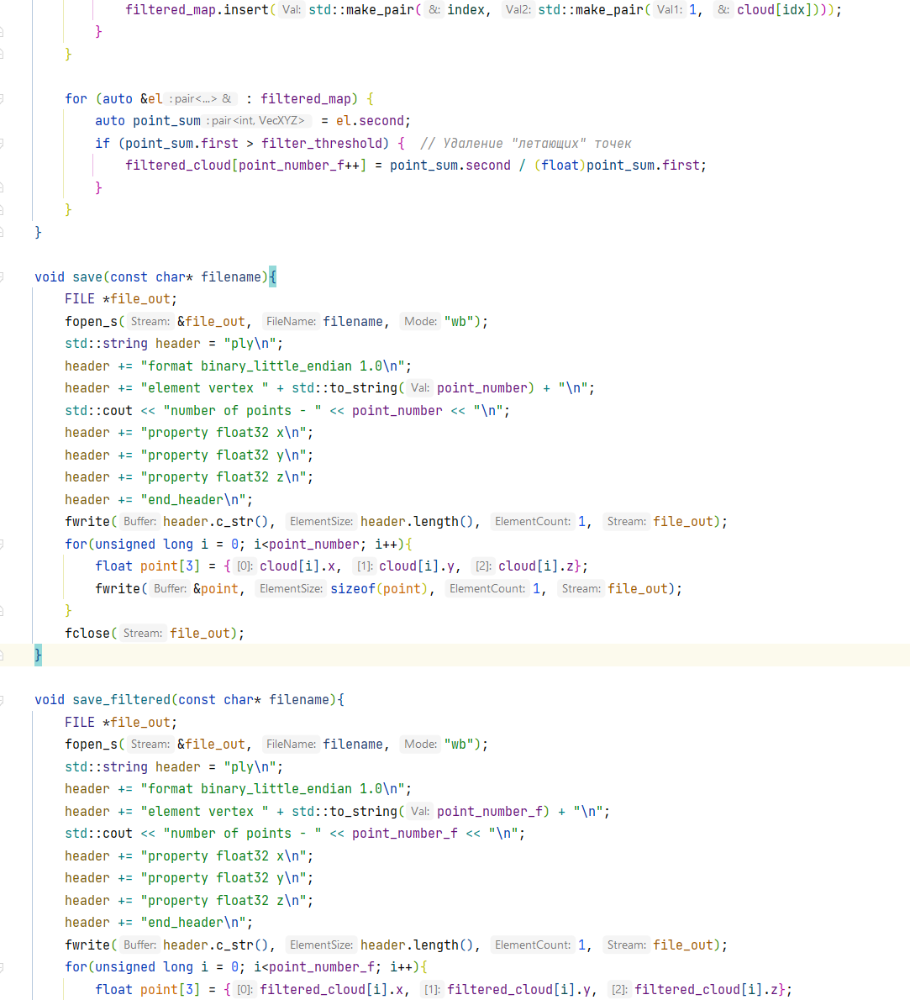 filtered_map.insert( Val: std::make_pair( &: index, Val2: std::make_pair( Val1: 1, &: cloud[idx])));
}
}
for (auto &el : pair<...> & : filtered_map) {
auto point_sum : pair<int, VecXYZ> = el.second;
if (point_sum.first > filter_threshold) { // Удаление "летающих" точек
filtered_cloud[point_number_f++] = point_sum.second / (float)point_sum.first;
}
}
}
void save(const char* filename){
FILE *file_out;
fopen_s( Stream: &file_out, FileName: filename, Mode: "wb");
std::string header = "ply\n";
header += "format binary_little_endian 1.0\n";
header += "element vertex " + std::to_string( Val: point_number) + "\n";
std::cout << "number of points - " << point_number << "\n";
header += "property float32 x\n";
header += "property float32 y\n";
header += "property float32 z\n";
header += "end_header\n";
fwrite( Buffer: header.c_str(), ElementSize: header.length(), ElementCount: 1, Stream: file_out);
for(unsigned long i = 0; i<point_number; i++){
float point[3] = { [0]: cloud[i].x, [1]: cloud[i].y, [2]: cloud[i].z};
fwrite( Buffer: &point, ElementSize: sizeof(point), ElementCount: 1, Stream: file_out);
}
fclose( Stream: file_out);
}
void save_filtered(const char* filename){
FILE *file_out;
fopen_s( Stream: &file_out, FileName: filename, Mode: "wb");
std::string header = "ply\n";
header += "format binary_little_endian 1.0\n";
header += "element vertex " + std::to_string( Val: point_number_f) + "\n";
std::cout << "number of points - " << point_number_f << "\n";
header += "property float32 x\n";
header += "property float32 y\n";
header += "property float32 z\n";
header += "end_header\n";
fwrite( Buffer: header.c_str(), ElementSize: header.length(), ElementCount: 1, Stream: file_out);
for(unsigned long i = 0; i<point_number_f; i++){
float point[3] = { [0]: filtered_cloud[i].x, [1]: filtered_cloud[i].y, [2]: filtered_cloud[i].z};